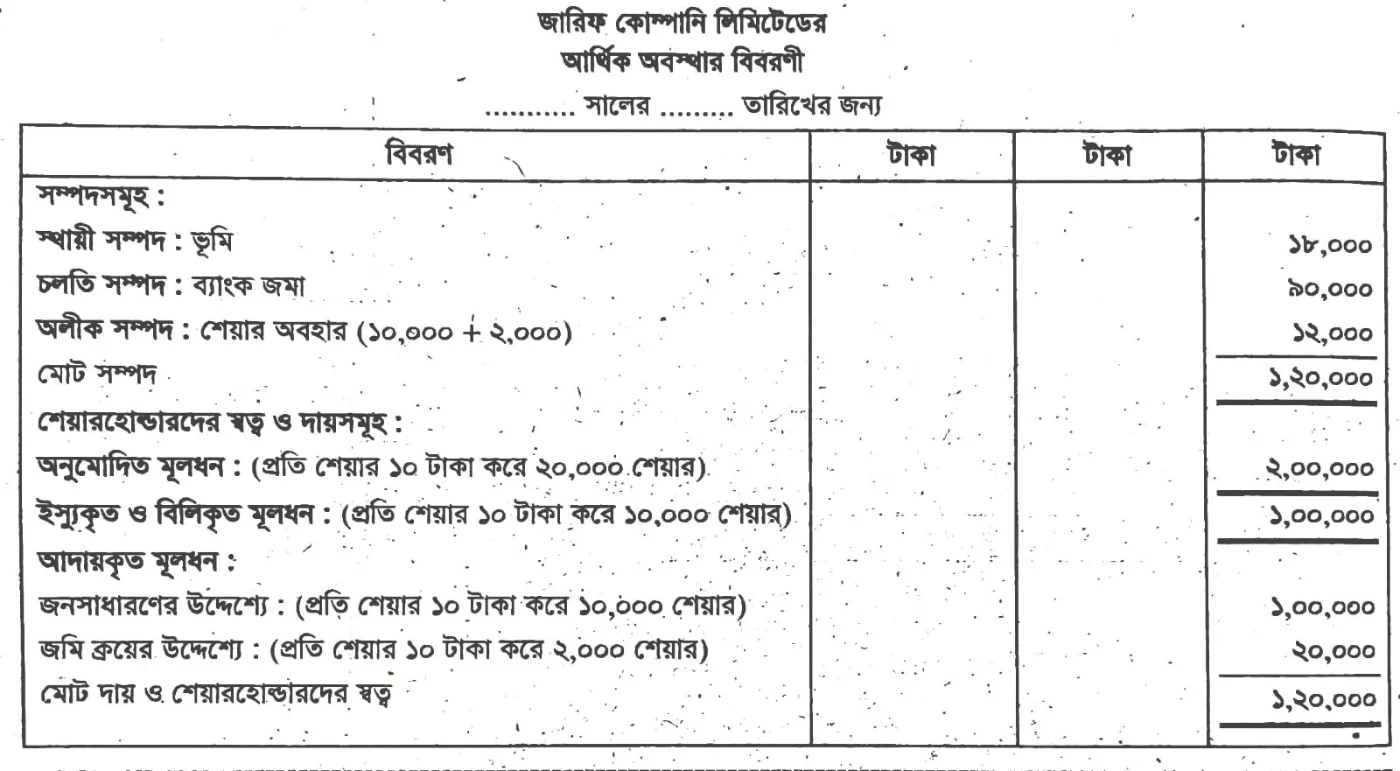 জারিফ কোম্পানি লিমিটেডের
আর্থিক অবস্থার বিবরণী
........... সালের ......... তারিখের জন্য
বিবরণ টাকা টাকা টাকা
সম্পদসমূহ :
স্থায়ী সম্পদ : ভূমি ১৮,০০০
চলতি সম্পদ : ব্যাংক জমা ৯০,০০০
অলীক সম্পদ : শেয়ার অবহার (১০,০০০ + ২,০০০) ১২,০০০
মোট সম্পদ ১,২০,০০০
শেয়ারহোল্ডারদের স্বত্ব ও দায়সমূহ :
অনুমোদিত মূলধন : (প্রতি শেয়ার ১০ টাকা করে ২০,০০০ শেয়ার) ২,০০,০০০
ইস্যুকৃত ও বিলিকৃত মূলধন : (প্রতি শেয়ার ১০ টাকা করে ১০,০০০ শেয়ার) ১,০০,০০০
আদায়কৃত মূলধন :
জনসাধারণের উদ্দেশ্যে : (প্রতি শেয়ার ১০ টাকা করে ১০,০০০ শেয়ার) ১,০০,০০০
জমি ক্রয়ের উদ্দেশ্যে : (প্রতি শেয়ার ১০ টাকা করে ২,০০০ শেয়ার) ২০,০০০
মোট দায় ও শেয়ারহোল্ডারদের স্বত্ব ১,২০,০০০